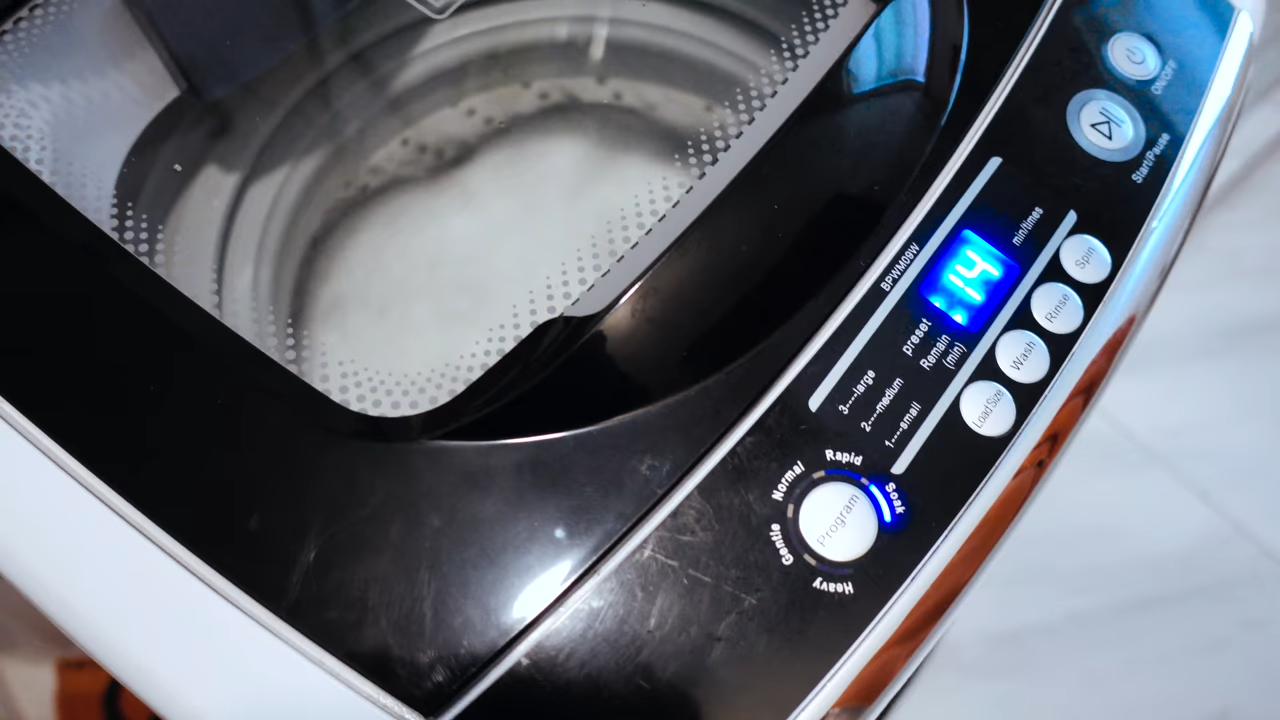 ON/OFF
Start/Pause
BPWM09W
14
min/times
preset
Remain
(min)
3----large
2----medium
1----small
Spin
Rinse
Wash
Load Size
Rapid
Normal
Soak
Program
Gentle
Heavy